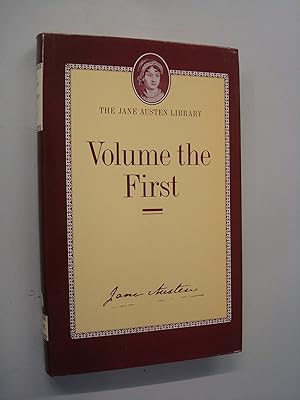 THE JANE AUSTEN LIBRARY
Volume the
First
Jane Austen